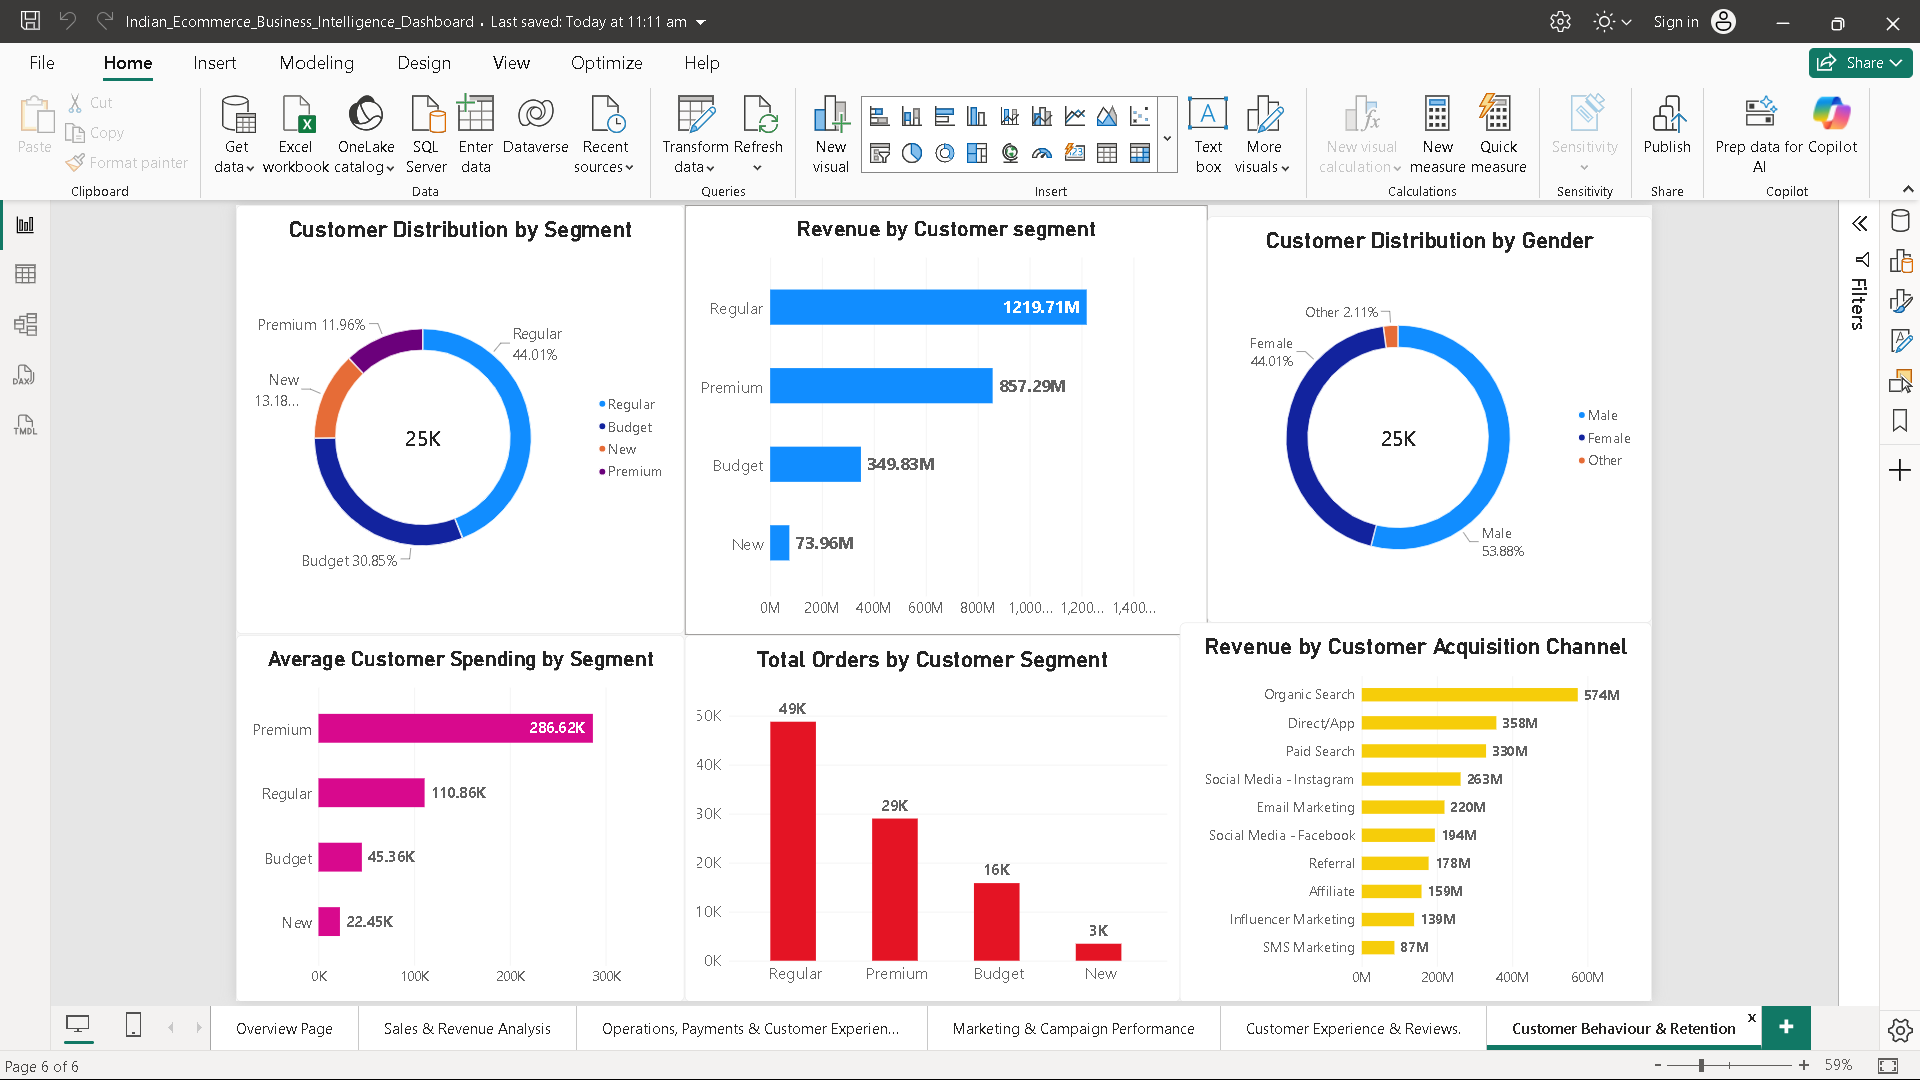 Indian_Ecommerce_Business_Intelligence_Dashboard • Last saved: Today at 11:11 am
Sign in
File Home Insert Modeling Design View Optimize Help
Share
Paste
Cut
Copy
Format painter
Clipboard
Get data
Excel workbook
OneLake catalog
SQL Server
Enter data
Dataverse
Recent sources
Data
Transform data
Refresh
Queries
New visual
Text box
More visuals
Insert
New visual calculation
New measure
Quick measure
Calculations
Sensitivity
Sensitivity
Publish
Share
Prep data for AI
Copilot
Copilot
DAX
TMDL
Filters
Customer Distribution by Segment
Premium 11.96%
Regular
44.01%
New
13.18...
25K
Budget 30.85%
Regular
Budget
New
Premium
Revenue by Customer segment
Regular 1219.71M
Premium 857.29M
Budget 349.83M
New 73.96M
0M 200M 400M 600M 800M 1,000... 1,200... 1,400...
Customer Distribution by Gender
Other 2.11%
Female
44.01%
25K
Male
53.88%
Male
Female
Other
Average Customer Spending by Segment
Premium 286.62K
Regular 110.86K
Budget 45.36K
New 22.45K
0K 100K 200K 300K
Total Orders by Customer Segment
50K
40K
30K
20K
10K
0K
49K
29K
16K
3K
Regular Premium Budget New
Revenue by Customer Acquisition Channel
Organic Search 574M
Direct/App 358M
Paid Search 330M
Social Media - Instagram 263M
Email Marketing 220M
Social Media - Facebook 194M
Referral 178M
Affiliate 159M
Influencer Marketing 139M
SMS Marketing 87M
0M 200M 400M 600M
Overview Page
Sales & Revenue Analysis
Operations, Payments & Customer Experien...
Marketing & Campaign Performance
Customer Experience & Reviews.
Customer Behaviour & Retention
x
Page 6 of 6
59%